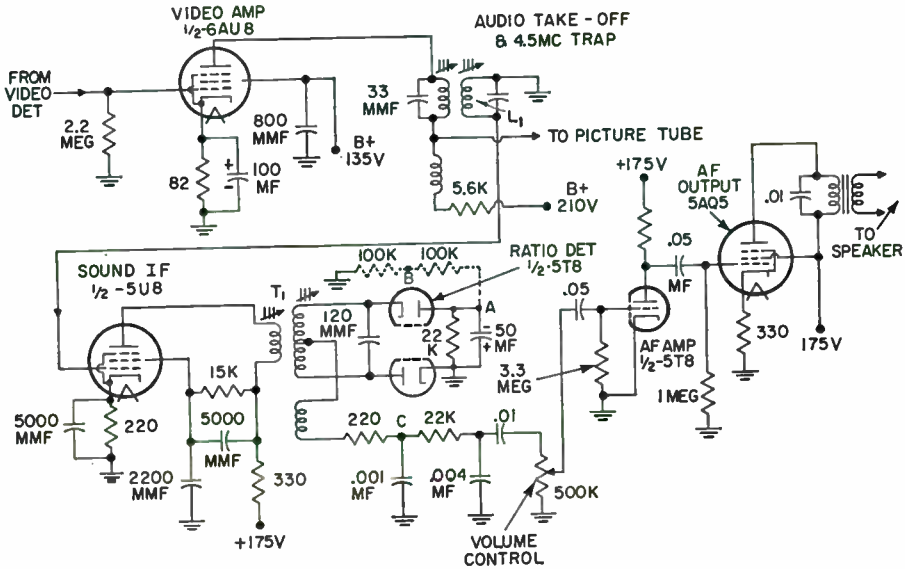 VIDEO AMP
½-6AU8
AUDIO TAKE-OFF
& 4.5MC TRAP
FROM
VIDEO
DET
2.2
MEG
82
+
-
100
MF
800
MMF
B+
135V
33
MMF
L1
TO PICTURE TUBE
5.6K
B+
210V
+175V
AF
OUTPUT
5AQ5
.01
TO
SPEAKER
.05
MF
330
175V
1 MEG
AF AMP
½-5T8
.05
3.3
MEG
SOUND IF
½-5U8
T1
100K
100K
B
RATIO DET
½-5T8
A
120
MMF
22
K
-
+
50
MF
15K
5000
MMF
220
5000
MMF
2200
MMF
330
+175V
220
C
22K
.01
.001
MF
.004
MF
500K
VOLUME
CONTROL